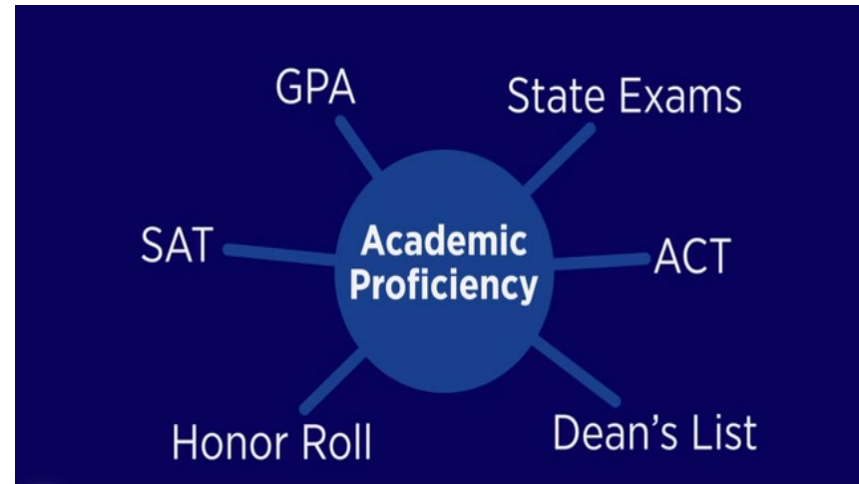 GPA
State Exams
SAT
Academic
Proficiency
ACT
Honor Roll
Dean’s List